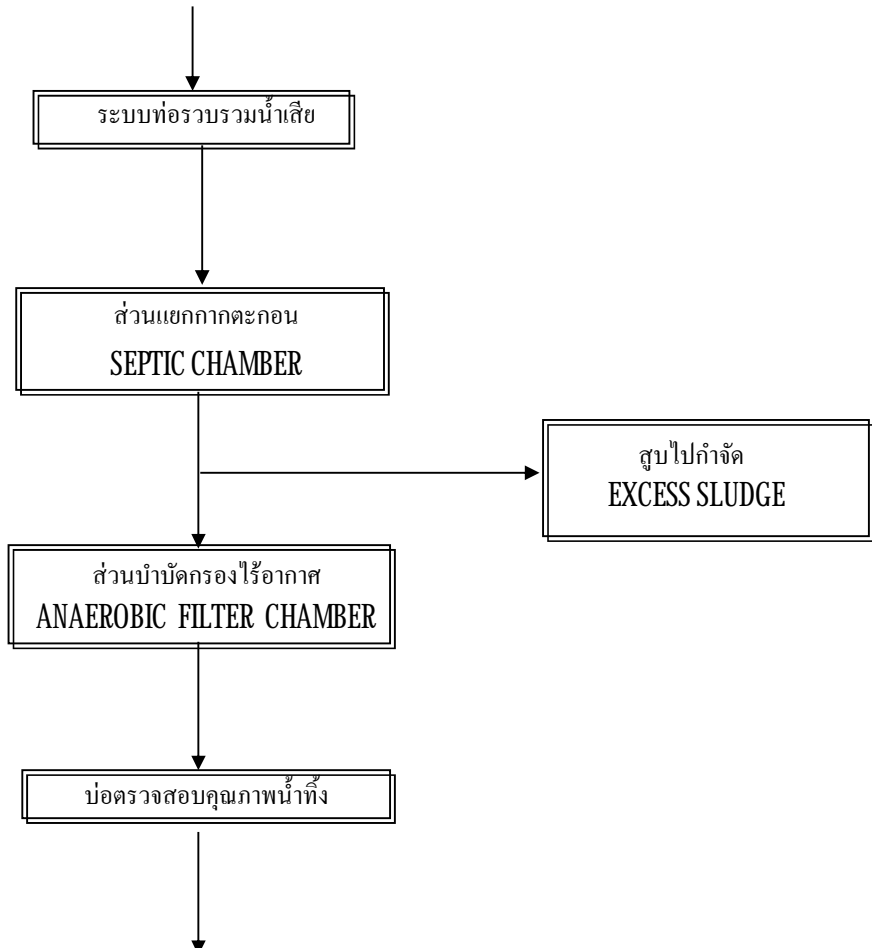 ระบบท่อรวบรวมน้ำเสีย
ส่วนแยกกากตะกอน
SEPTIC CHAMBER
สูบไปกำจัด
EXCESS SLUDGE
ส่วนบำบัดกรองไร้อากาศ
ANAEROBIC FILTER CHAMBER
บ่อตรวจสอบคุณภาพน้ำทิ้ง